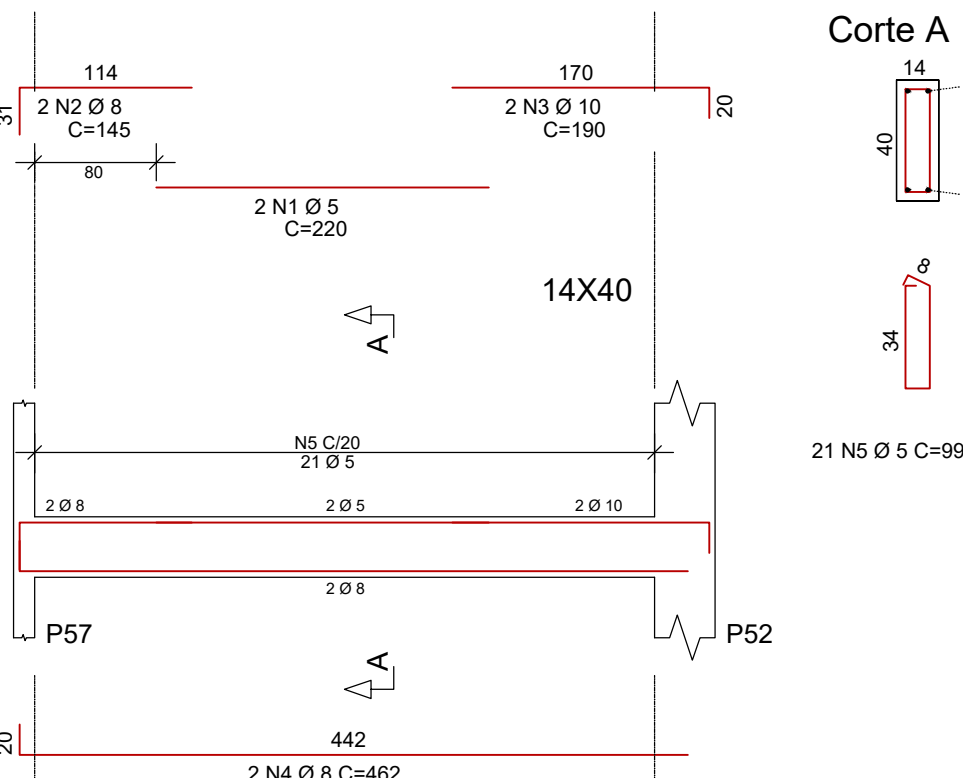 Corte A
114
170
14
31
2 N2 Ø 8
C=145
2 N3 Ø 10
C=190
20
40
80
2 N1 Ø 5
C=220
14X40
A
8
34
N5 C/20
21 Ø 5
21 N5 Ø 5 C=99
2 Ø 8
2 Ø 5
2 Ø 10
2 Ø 8
P57
P52
A
20
442
2 N4 Ø 8 C=462